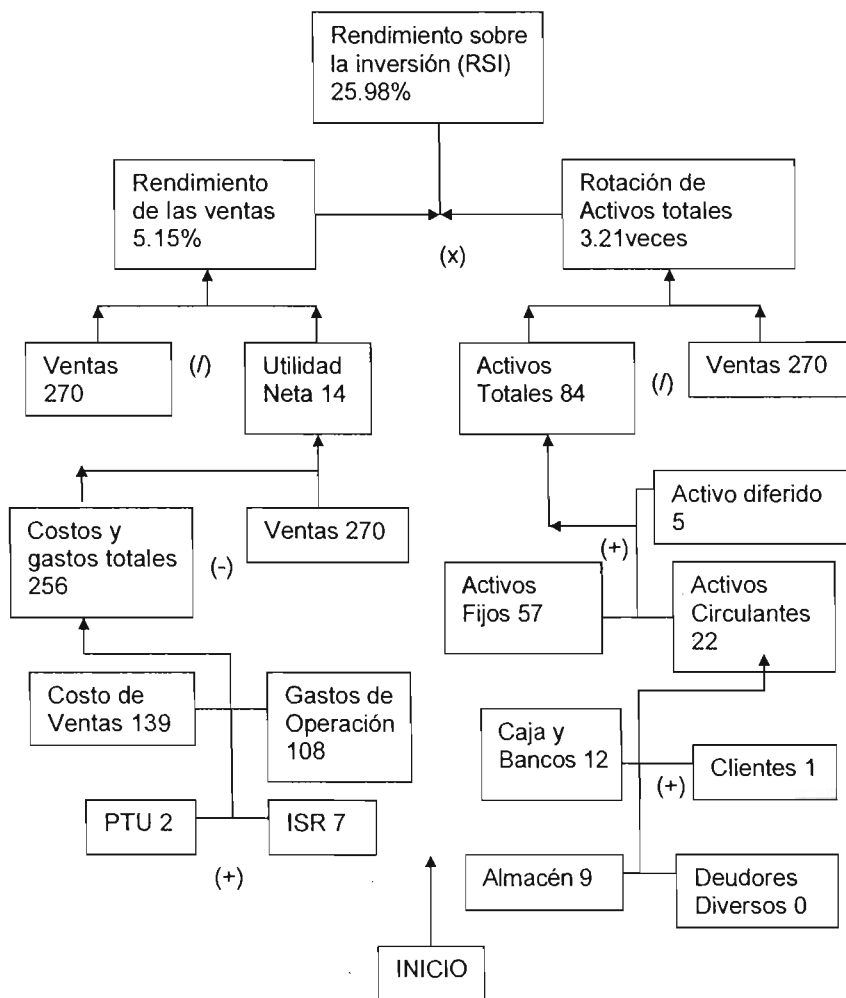 Rendimiento sobre
la inversión (RSI)
25.98%
Rendimiento
de las ventas
5.15%
Rotación de
Activos totales
3.21veces
(x)
Ventas
270
(/)
Utilidad
Neta 14
Activos
Totales 84
(/)
Ventas 270
Costos y
gastos totales
256
(-)
Ventas 270
Activo diferido
5
(+)
Activos
Fijos 57
Activos
Circulantes
22
Costo de
Ventas 139
Gastos de
Operación
108
Caja y
Bancos 12
(+)
Clientes 1
PTU 2
ISR 7
(+)
Almacén 9
Deudores
Diversos 0
INICIO